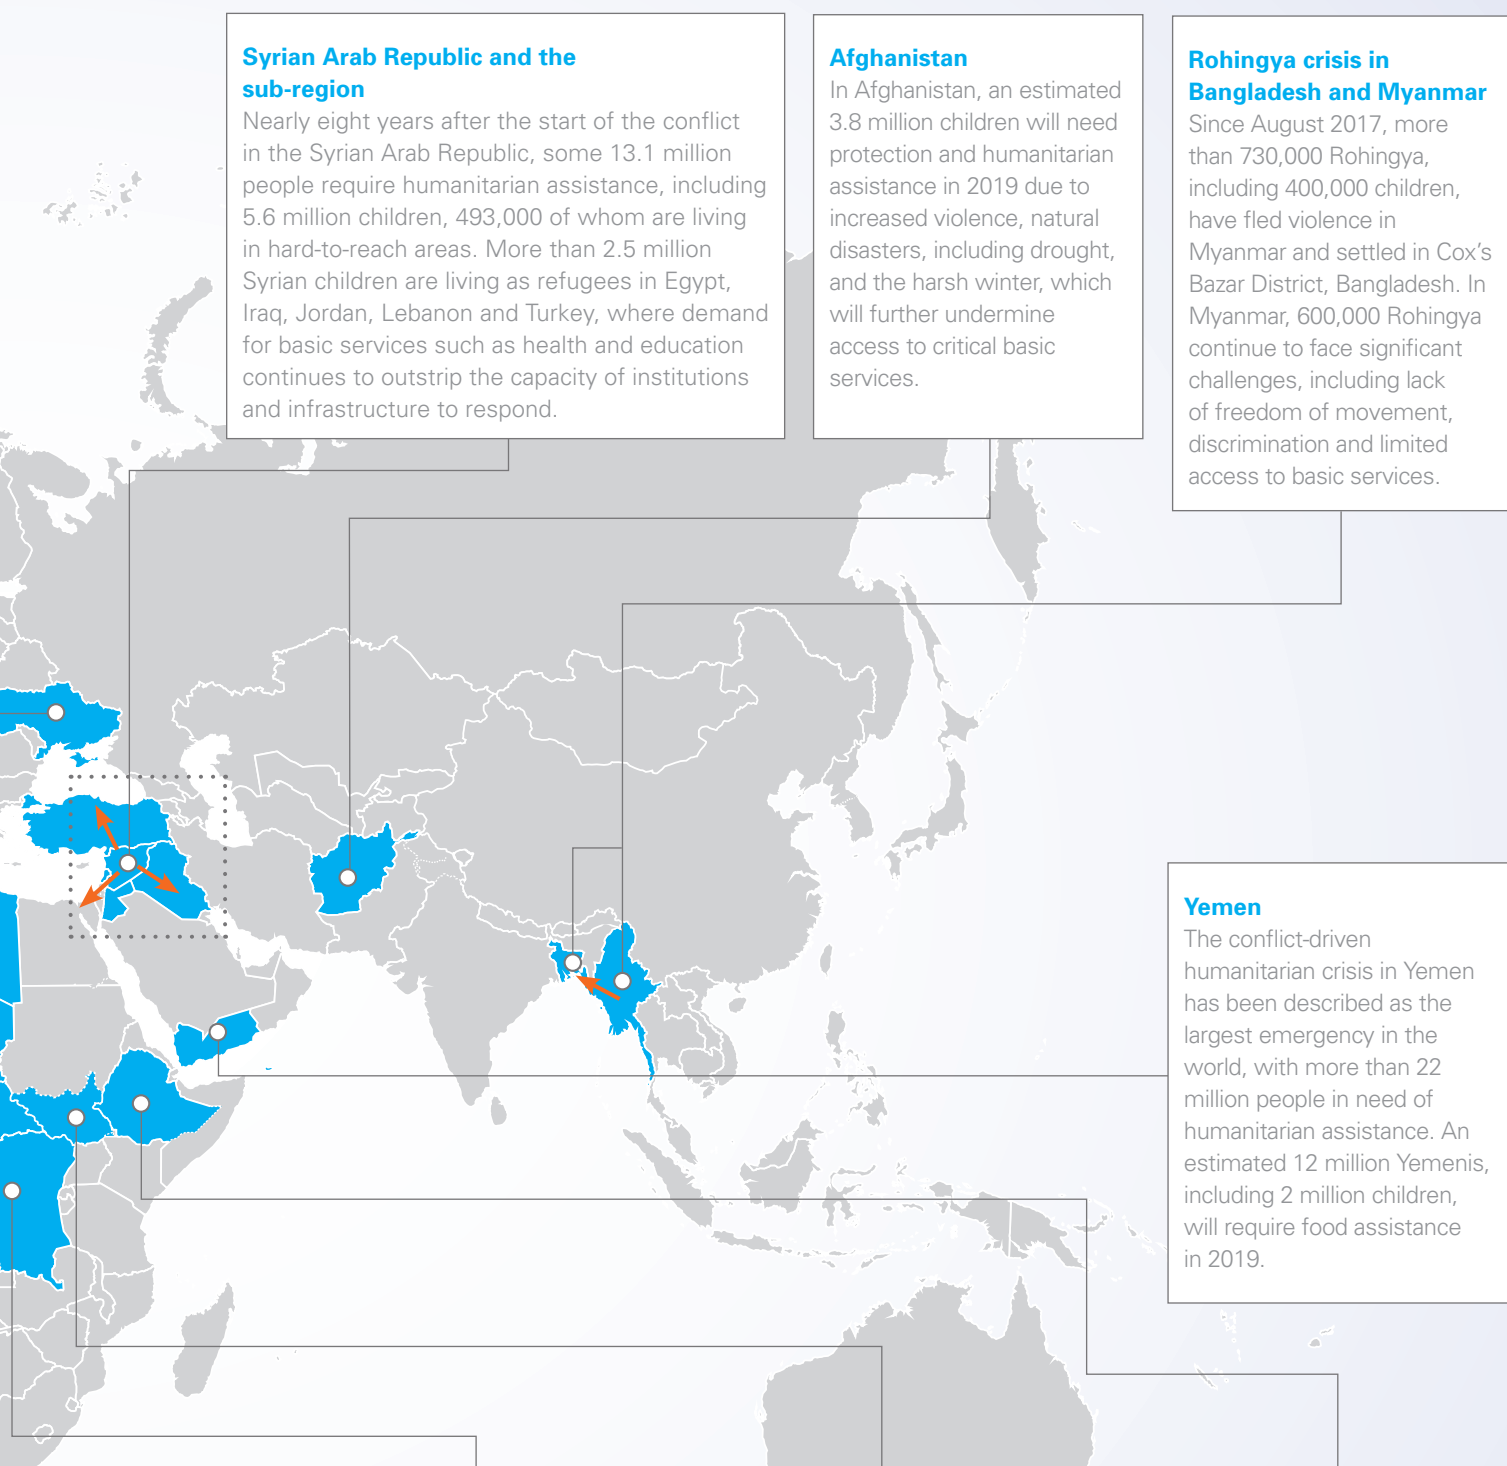 Syrian Arab Republic and the
sub-region
Nearly eight years after the start of the conflict
in the Syrian Arab Republic, some 13.1 million
people require humanitarian assistance, including
5.6 million children, 493,000 of whom are living
in hard-to-reach areas. More than 2.5 million
Syrian children are living as refugees in Egypt,
Iraq, Jordan, Lebanon and Turkey, where demand
for basic services such as health and education
continues to outstrip the capacity of institutions
and infrastructure to respond.
Afghanistan
In Afghanistan, an estimated
3.8 million children will need
protection and humanitarian
assistance in 2019 due to
increased violence, natural
disasters, including drought,
and the harsh winter, which
will further undermine
access to critical basic
services.
Rohingya crisis in
Bangladesh and Myanmar
Since August 2017, more
than 730,000 Rohingya,
including 400,000 children,
have fled violence in
Myanmar and settled in Cox's
Bazar District, Bangladesh. In
Myanmar, 600,000 Rohingya
continue to face significant
challenges, including lack
of freedom of movement,
discrimination and limited
access to basic services.
Yemen
The conflict-driven
humanitarian crisis in Yemen
has been described as the
largest emergency in the
world, with more than 22
million people in need of
humanitarian assistance. An
estimated 12 million Yemenis,
including 2 million children,
will require food assistance
in 2019.